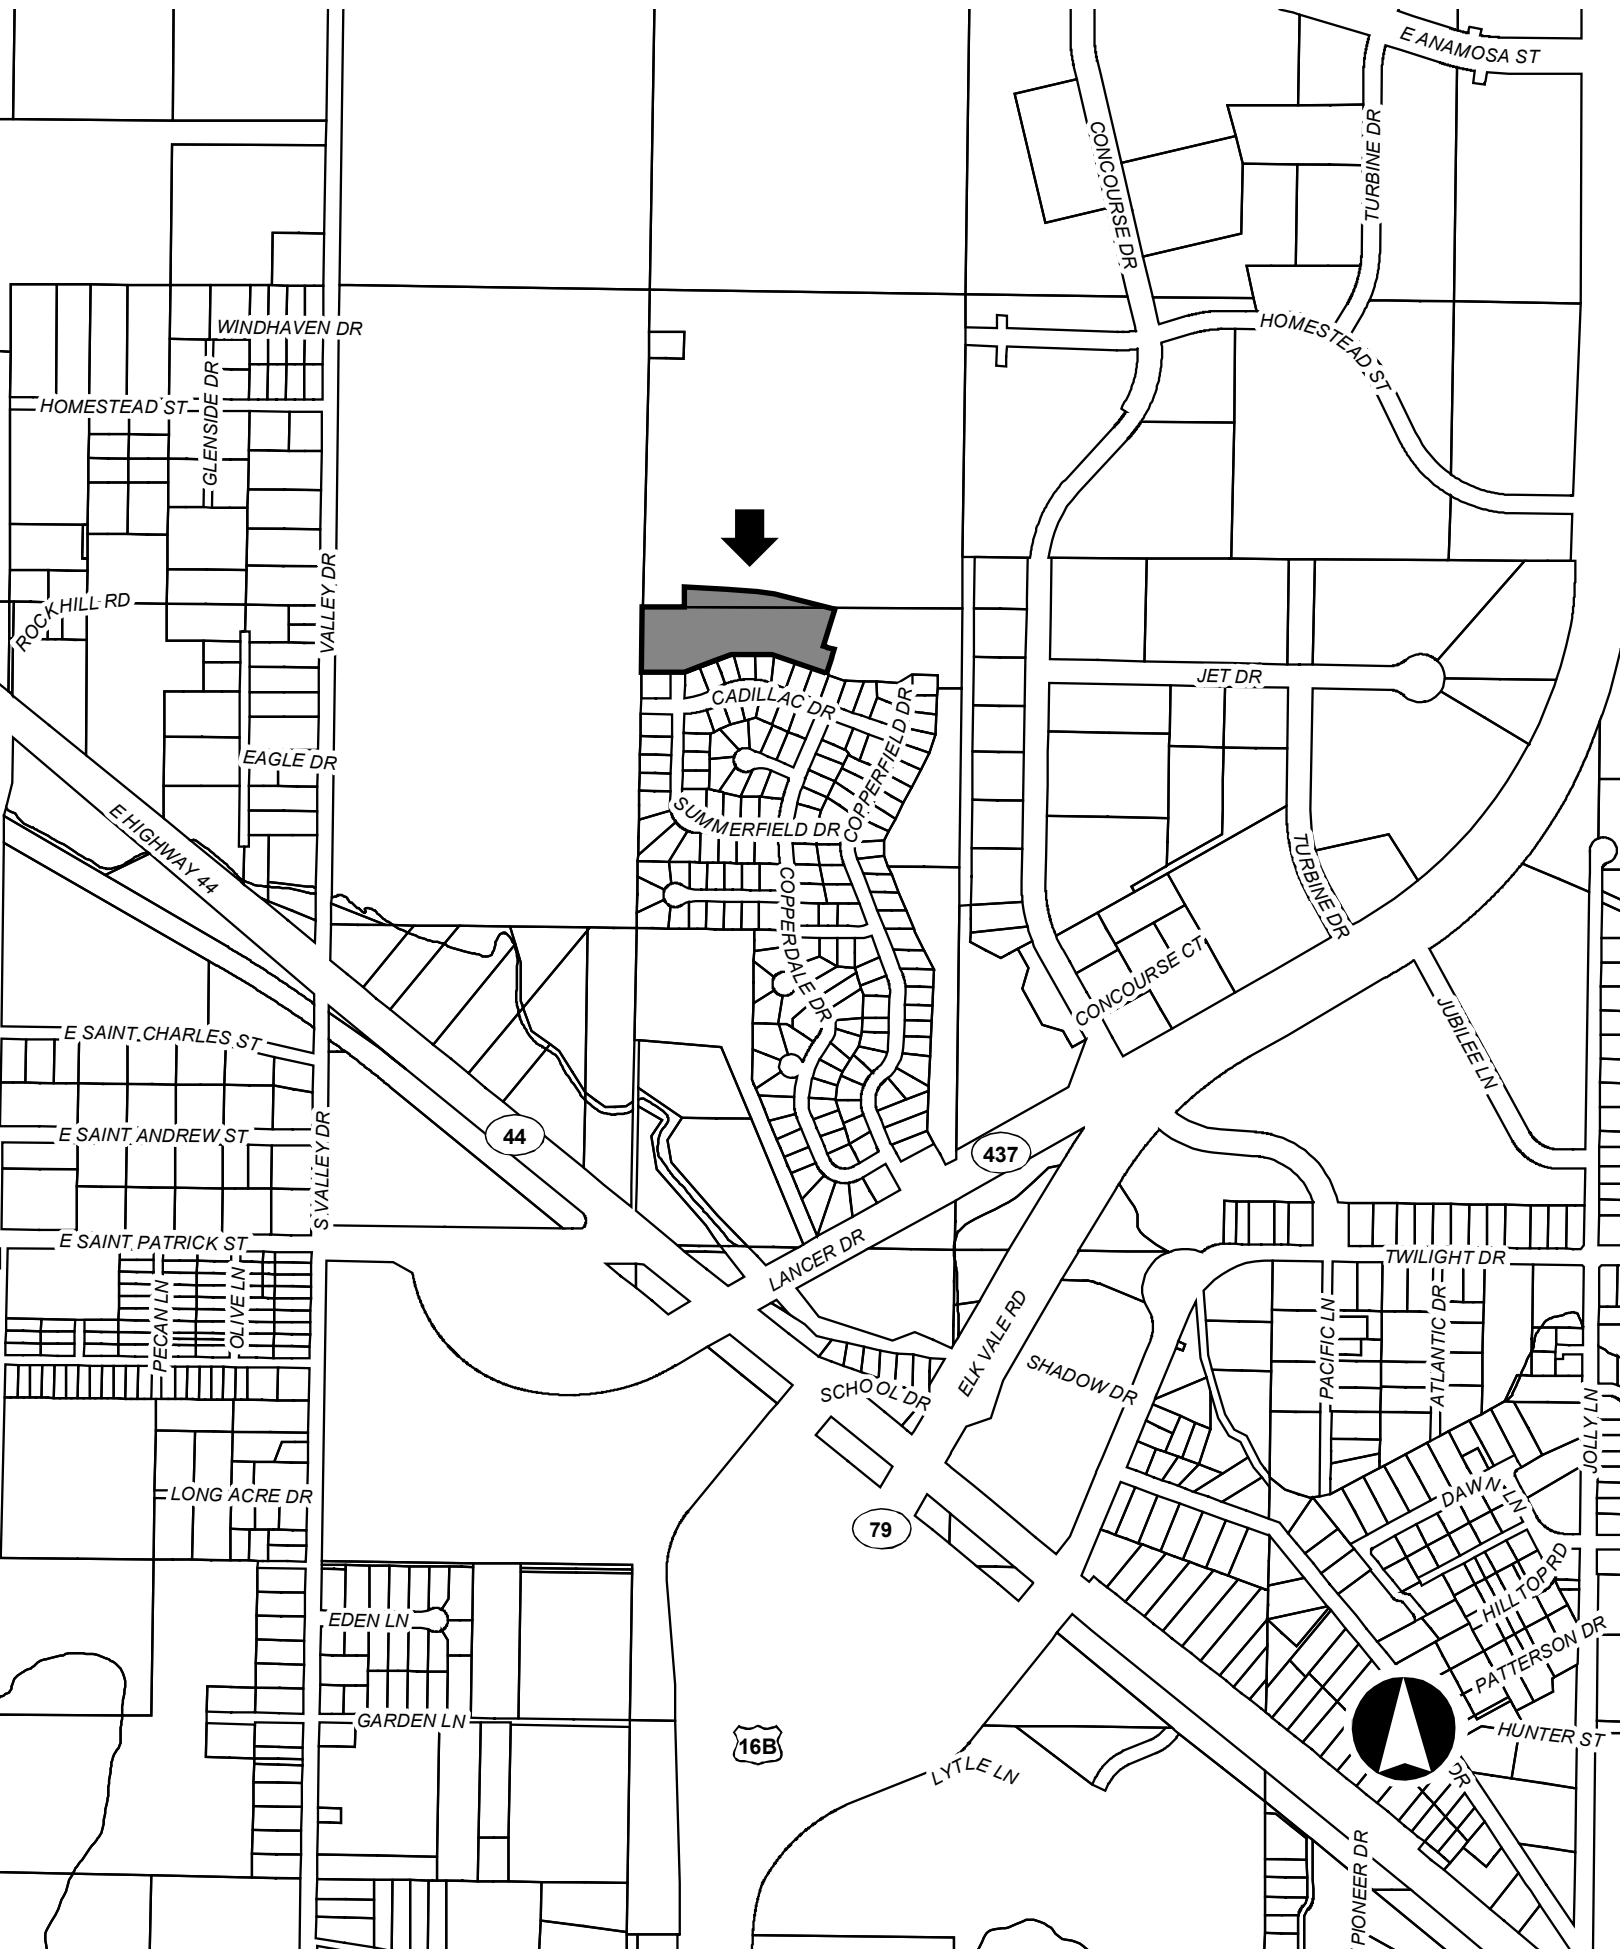 E ANAMOSA ST
CONCOURSE DR
TURBINE DR
WINDHAVEN DR
HOMESTEAD ST
GLENSIDE DR
HOMESTEAD ST
VALLEY DR
ROCKHILL RD
JET DR
CADILLAC DR
COPPERFIELD DR
EAGLE DR
E HIGHWAY 44
SUMMERFIELD DR
TURBINE DR
COPPERDALE DR
CONCOURSE CT
JUBILEE LN
E SAINT CHARLES ST
E SAINT ANDREW ST
S VALLEY DR
44
437
E SAINT PATRICK ST
LANCER DR
TWILIGHT DR
PECAN LN
OLIVE LN
ELK VALE RD
PACIFIC LN
ATLANTIC DR
SHADOW DR
SCHOOL DR
JOLLY LN
LONG ACRE DR
DAWN LN
79
HILLTOP RD
EDEN LN
PATTERSON DR
GARDEN LN
16B
HUNTER ST
LYTLE LN
DR
PIONEER DR